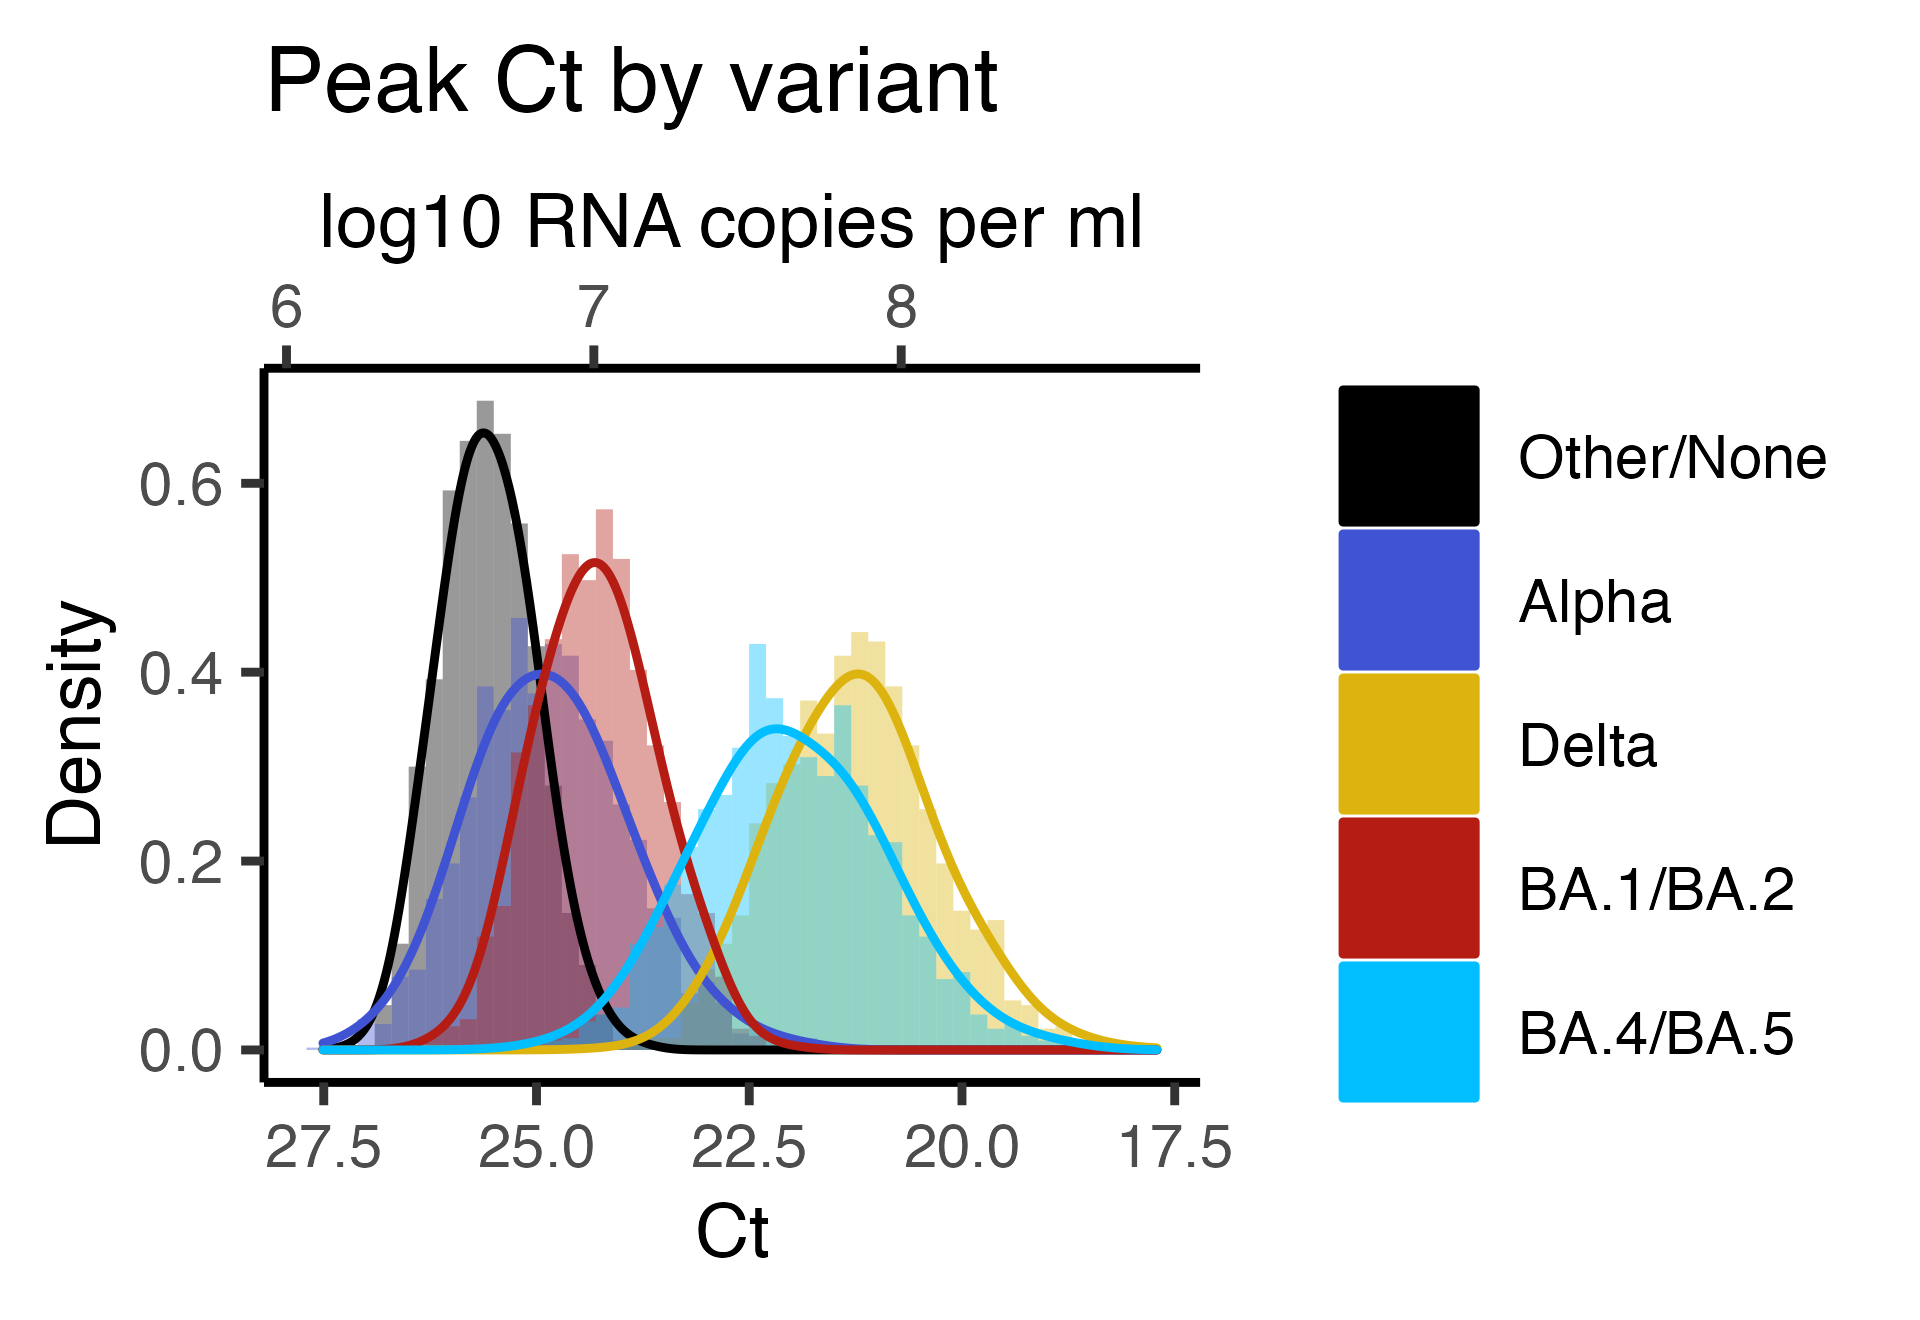 Peak Ct by variant
log10 RNA copies per ml
6 7 8
Density
0.6
0.4
0.2
0.0
27.5 25.0 22.5 20.0 17.5
Ct
Other/None
Alpha
Delta
BA.1/BA.2
BA.4/BA.5